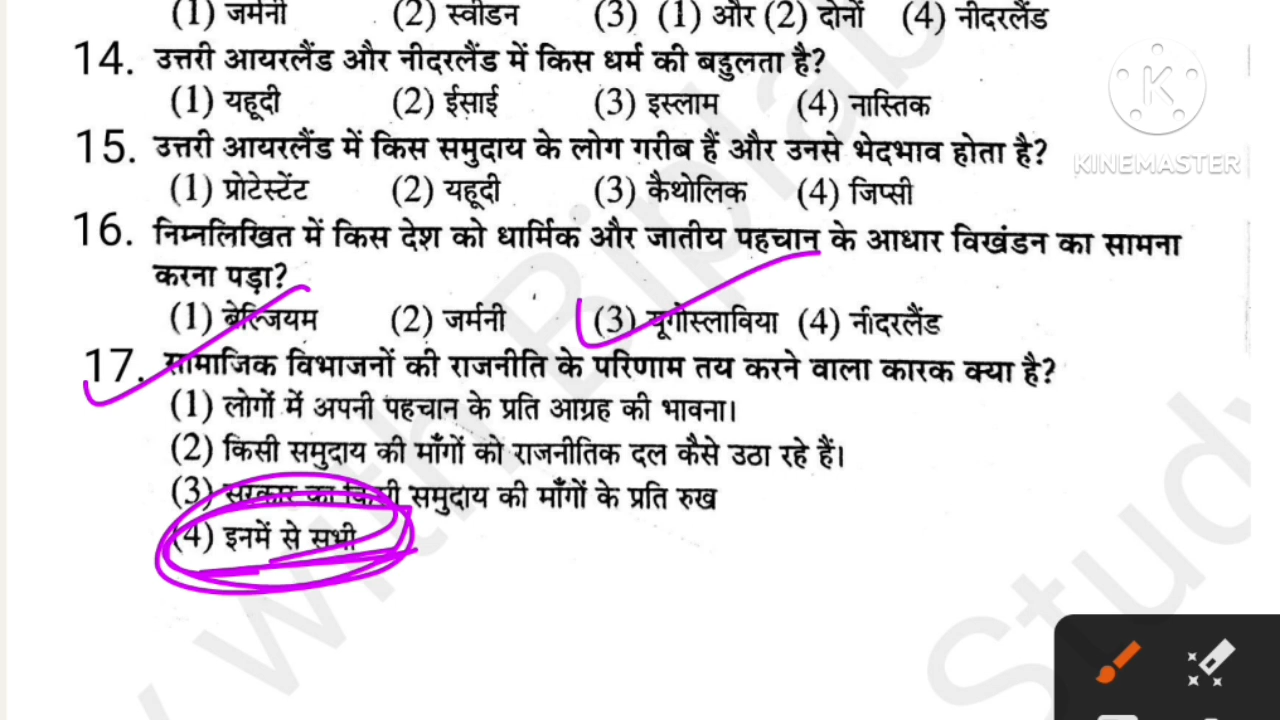 (1) जर्मनी (2) स्वीडन (3) (1) और (2) दोनों (4) नीदरलैंड
14. उत्तरी आयरलैंड और नीदरलैंड में किस धर्म की बहुलता है?
(1) यहूदी (2) ईसाई (3) इस्लाम (4) नास्तिक
15. उत्तरी आयरलैंड में किस समुदाय के लोग गरीब हैं और उनसे भेदभाव होता है?
(1) प्रोटेस्टेंट (2) यहूदी (3) कैथोलिक (4) जिप्सी
16. निम्नलिखित में किस देश को धार्मिक और जातीय पहचान के आधार विखंडन का सामना
करना पड़ा?
(1) बेल्जियम (2) जर्मनी (3) यूगोस्लाविया (4) नीदरलैंड
17. सामाजिक विभाजनों की राजनीति के परिणाम तय करने वाला कारक क्या है?
(1) लोगों में अपनी पहचान के प्रति आग्रह की भावना।
(2) किसी समुदाय की माँगों को राजनीतिक दल कैसे उठा रहे हैं।
(3) सरकार का किसी समुदाय की माँगों के प्रति रुख
(4) इनमें से सभी
K
KINEMASTER
with Biplab
Study